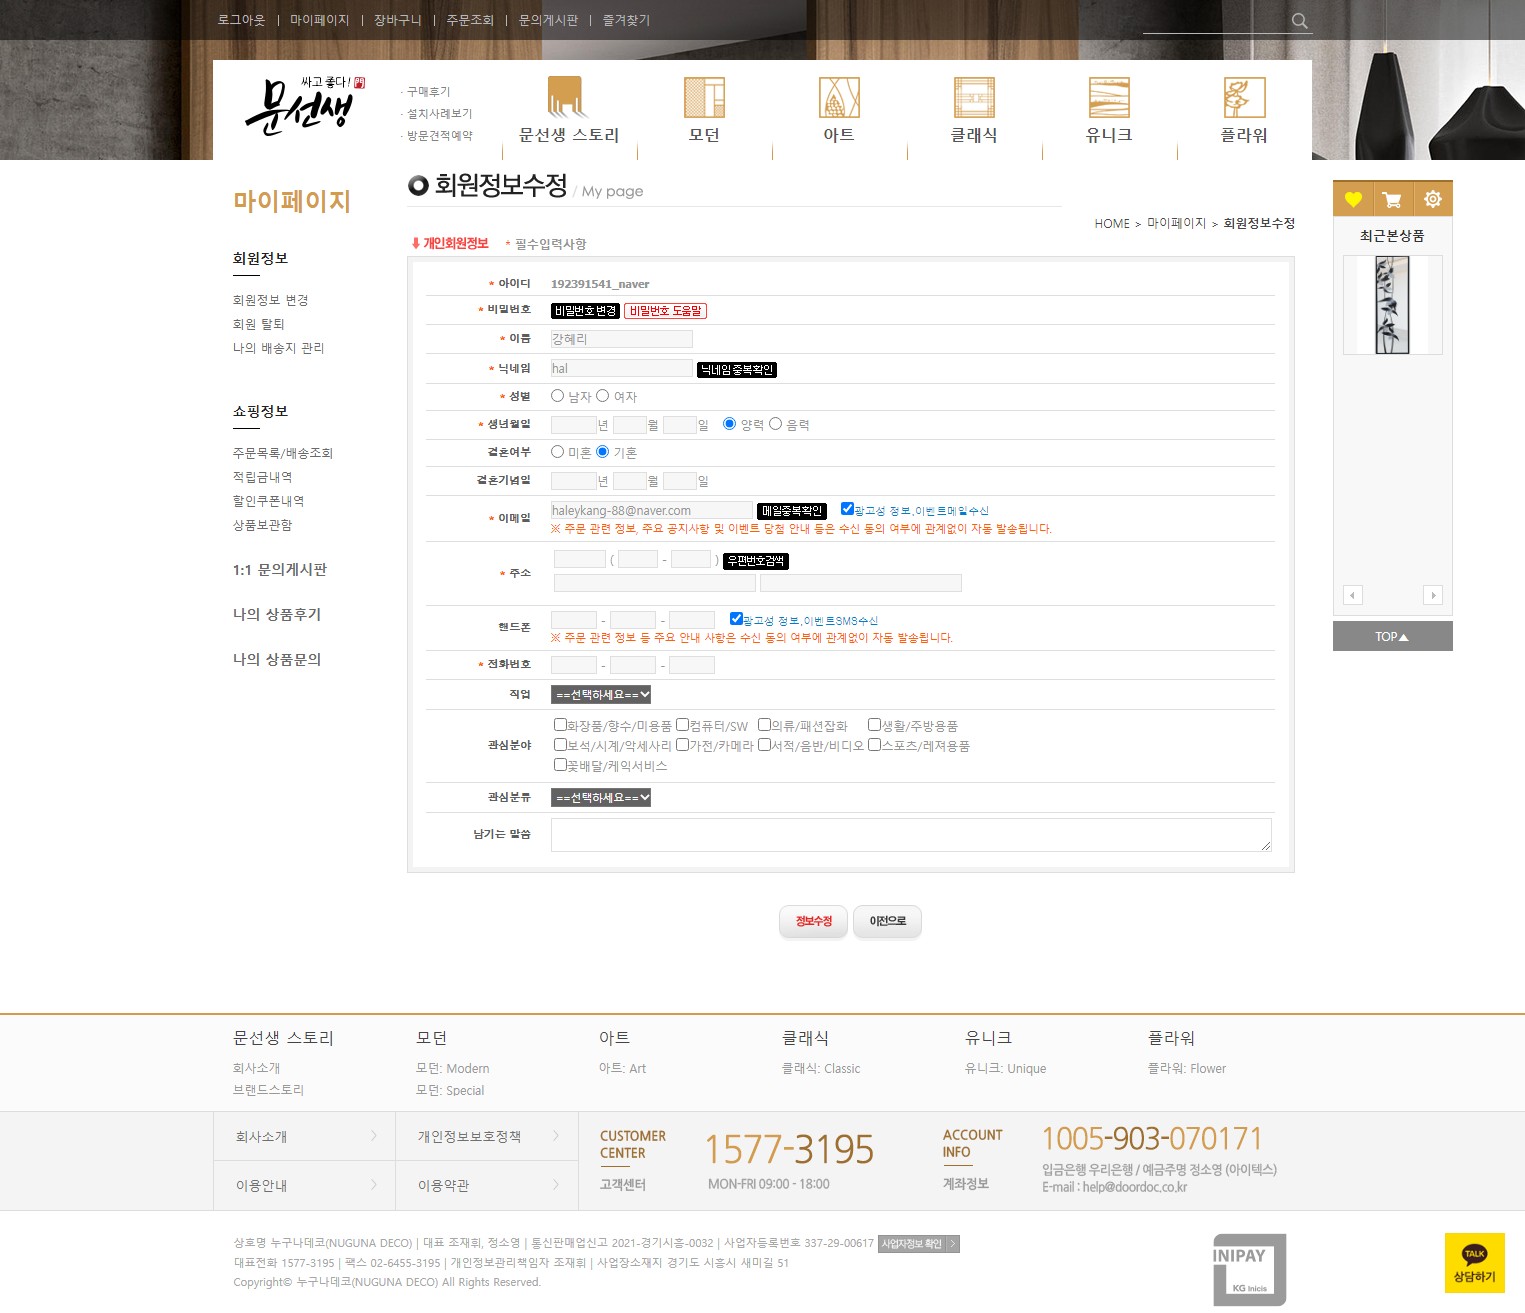 로그아웃 | 마이페이지 | 장바구니 | 주문조회 | 문의게시판 | 즐겨찾기
싸고 좋다!
문선생
· 구매후기
· 설치사례보기
· 방문견적예약
문선생 스토리
모던
아트
클래식
유니크
플라워
마이페이지
회원정보
회원정보 변경
회원 탈퇴
나의 배송지 관리
쇼핑정보
주문목록/배송조회
적립금내역
할인쿠폰내역
상품보관함
1:1 문의게시판
나의 상품후기
나의 상품문의
회원정보수정 / My page
HOME > 마이페이지 > 회원정보수정
개인회원정보 * 필수입력사항
* 아이디 192391541_naver
* 비밀번호 비밀번호 변경 비밀번호 도움말
* 이름 강혜리
* 닉네임 hal 닉네임중복확인
* 성별 남자 여자
* 생년월일 년 월 일 양력 음력
결혼여부 미혼 기혼
결혼기념일 년 월 일
* 이메일 haleykang-88@naver.com 메일중복확인 광고성 정보,이벤트메일수신
※ 주문 관련 정보, 주요 공지사항 및 이벤트 당첨 안내 등은 수신 동의 여부에 관계없이 자동 발송됩니다.
* 주소 ( - ) 우편번호검색
핸드폰 - - 광고성 정보,이벤트SMS수신
※ 주문 관련 정보 등 주요 안내 사항은 수신 동의 여부에 관계없이 자동 발송됩니다.
* 전화번호 - -
직업 ==선택하세요==
관심분야 화장품/향수/미용품 컴퓨터/SW 의류/패션잡화 생활/주방용품
보석/시계/악세사리 가전/카메라 서적/음반/비디오 스포츠/레져용품
꽃배달/케익서비스
관심분류 ==선택하세요==
남기는 말씀
정보수정 이전으로
최근본상품
TOP▲
문선생 스토리
회사소개
브랜드스토리
모던
모던: Modern
모던: Special
아트
아트: Art
클래식
클래식: Classic
유니크
유니크: Unique
플라워
플라워: Flower
회사소개
개인정보보호정책
이용안내
이용약관
CUSTOMER
CENTER
고객센터
1577-3195
MON-FRI 09:00 - 18:00
ACCOUNT
INFO
계좌정보
1005-903-070171
입금은행 우리은행 / 예금주명 정소영 (아이텍스)
E-mail : help@doordoc.co.kr
상호명 누구나데코(NUGUNA DECO) | 대표 조재휘, 정소영 | 통신판매업신고 2021-경기시흥-0032 | 사업자등록번호 337-29-00617 사업자정보 확인 >
대표전화 1577-3195 | 팩스 02-6455-3195 | 개인정보관리책임자 조재휘 | 사업장소재지 경기도 시흥시 새미길 51
Copyright© 누구나데코(NUGUNA DECO) All Rights Reserved.
INIPAY
KG Inicis
TALK
상담하기